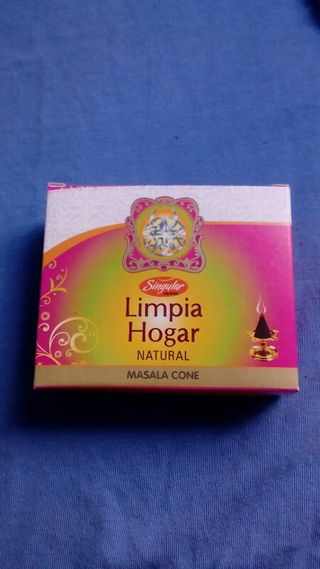 Singular
Limpia
Hogar
NATURAL
MASALA CONE